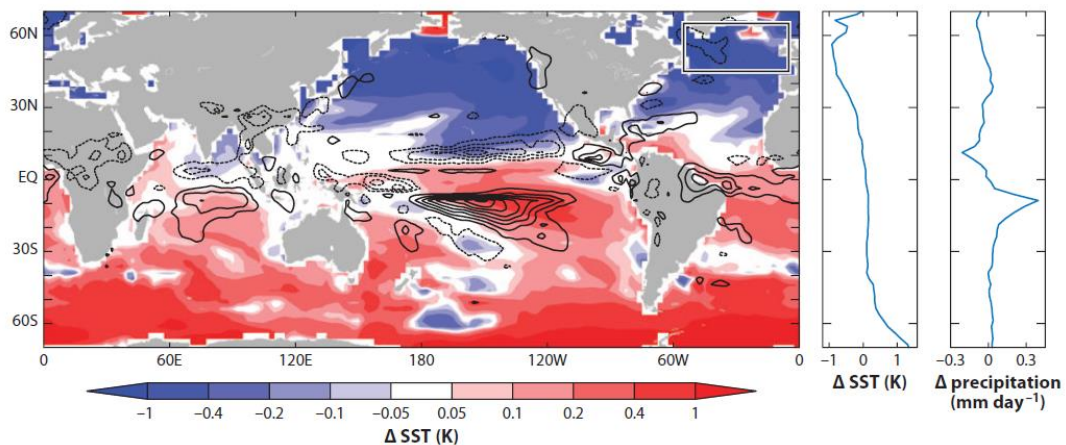 60N
30N
EQ
30S
60S
0 60E 120E 180 120W 60W 0
−1 −0.4 −0.2 −0.1 −0.05 0.05 0.1 0.2 0.4 1
Δ SST (K)
−1 0 1
Δ SST (K)
−0.3 0 0.3
Δ precipitation
(mm day−1)